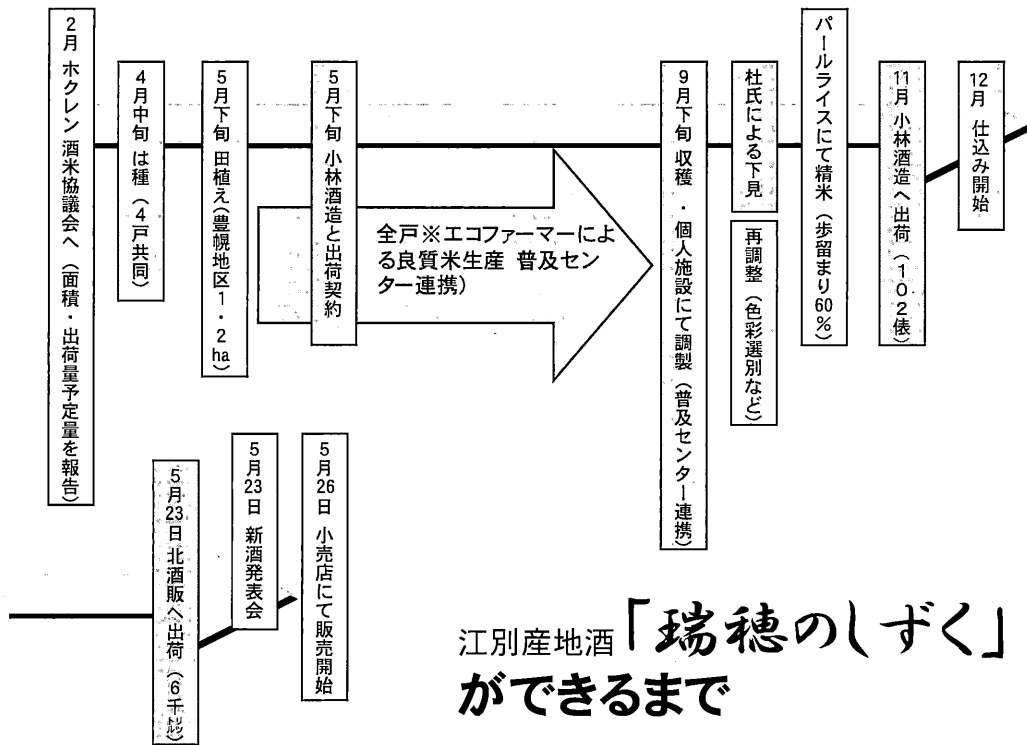 2月 ホクレン 酒米協議会へ（面積・出荷量予定量を報告）
4月中旬 は種（4戸共同）
5月下旬 田植え（豊幌地区1・2ha）
5月下旬 小林酒造と出荷契約
全戸※エコファーマーによ
る良質米生産 普及セン
ター連携）
9月下旬 収穫 ・ 個人施設にて調製（普及センター連携）
杜氏による下見
再調整（色彩選別など）
パールライスにて精米（歩留まり60%）
11月 小林酒造へ出荷（102俵）
12月 仕込み開始
5月23日 北酒販へ出荷（6千㍑）
5月23日 新酒発表会
5月26日 小売店にて販売開始
江別産地酒「瑞穂のしずく」
ができるまで